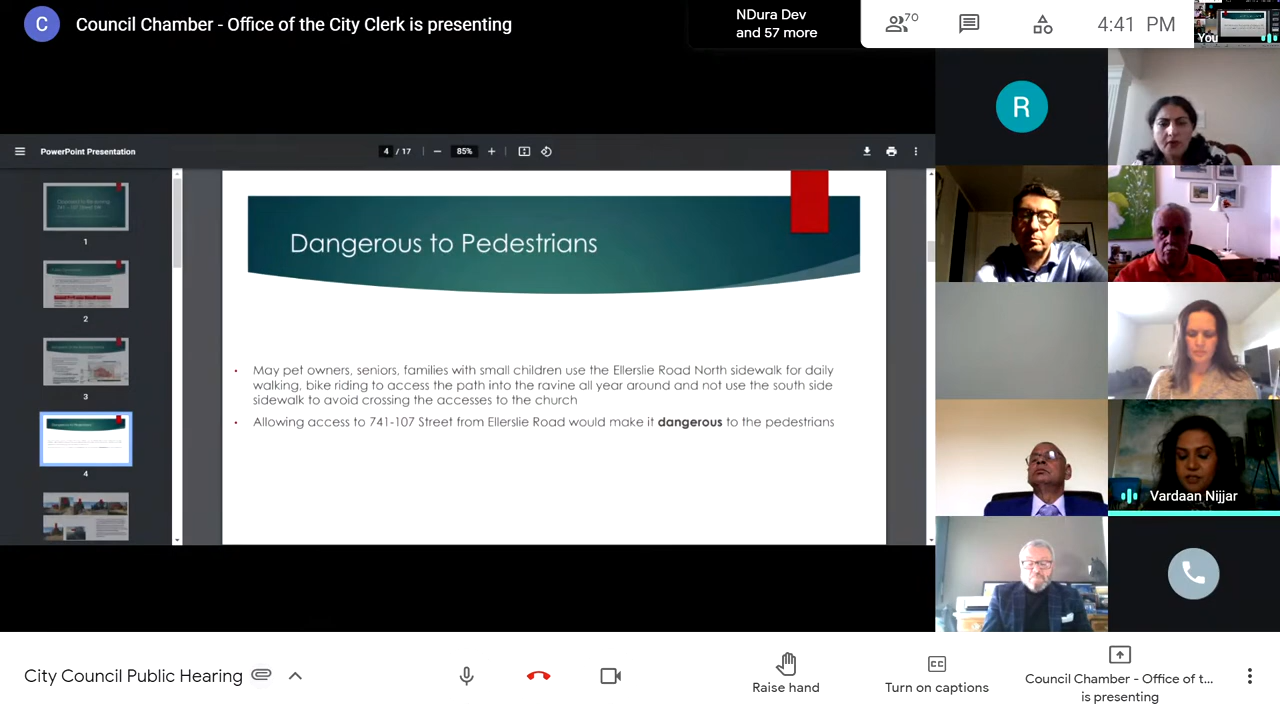 C
Council Chamber - Office of the City Clerk is presenting
NDura Dev
and 57 more
70
4:41 PM
You
PowerPoint Presentation
4 / 17
85%
1
2
3
4
Dangerous to Pedestrians
• May pet owners, seniors, families with small children use the Ellerslie Road North sidewalk for daily
walking, bike riding to access the path into the ravine all year around and not use the south side
sidewalk to avoid crossing the accesses to the church
• Allowing access to 741-107 Street from Ellerslie Road would make it dangerous to the pedestrians
R
Vardaan Nijjar
City Council Public Hearing
Raise hand
CC
Turn on captions
Council Chamber - Office of t...
is presenting